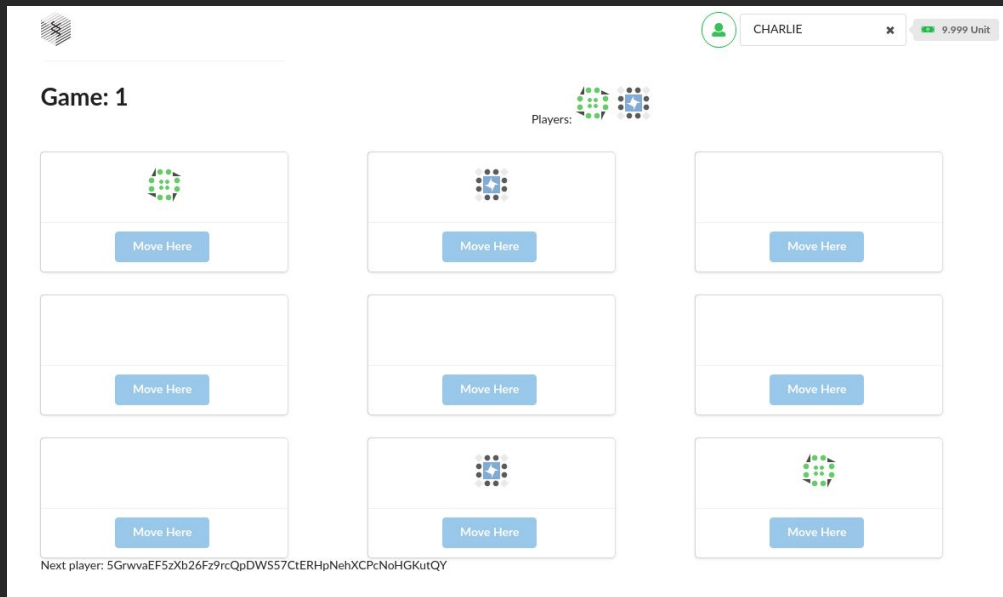 CHARLIE
9.999 Unit
Game: 1
Players:
Move Here Move Here Move Here
Move Here Move Here Move Here
Move Here Move Here Move Here
Next player: 5GrwvaEF5zXb26Fz9rcQpDWS57CtERHpNehXCPcNoHGKutQY